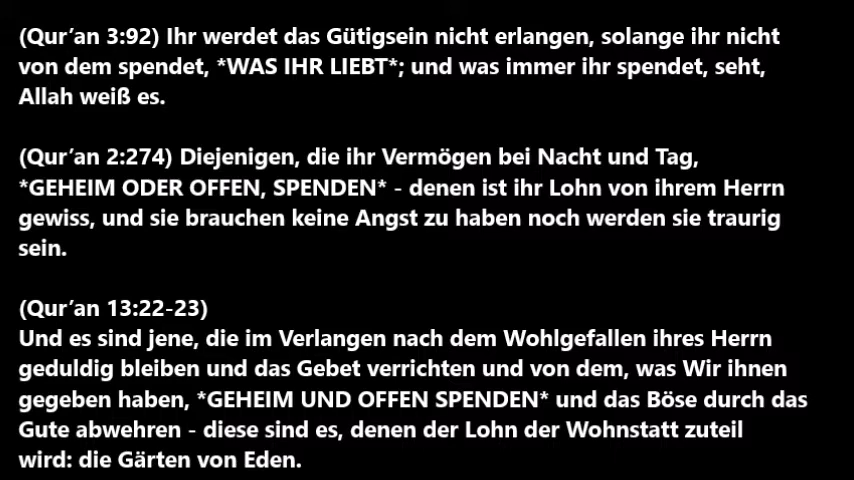 (Qur’an 3:92) Ihr werdet das Gütigsein nicht erlangen, solange ihr nicht
von dem spendet, *WAS IHR LIEBT*; und was immer ihr spendet, seht,
Allah weiß es.
(Qur’an 2:274) Diejenigen, die ihr Vermögen bei Nacht und Tag,
*GEHEIM ODER OFFEN, SPENDEN* - denen ist ihr Lohn von ihrem Herrn
gewiss, und sie brauchen keine Angst zu haben noch werden sie traurig
sein.
(Qur’an 13:22-23)
Und es sind jene, die im Verlangen nach dem Wohlgefallen ihres Herrn
geduldig bleiben und das Gebet verrichten und von dem, was Wir ihnen
gegeben haben, *GEHEIM UND OFFEN SPENDEN* und das Böse durch das
Gute abwehren - diese sind es, denen der Lohn der Wohnstatt zuteil
wird: die Gärten von Eden.